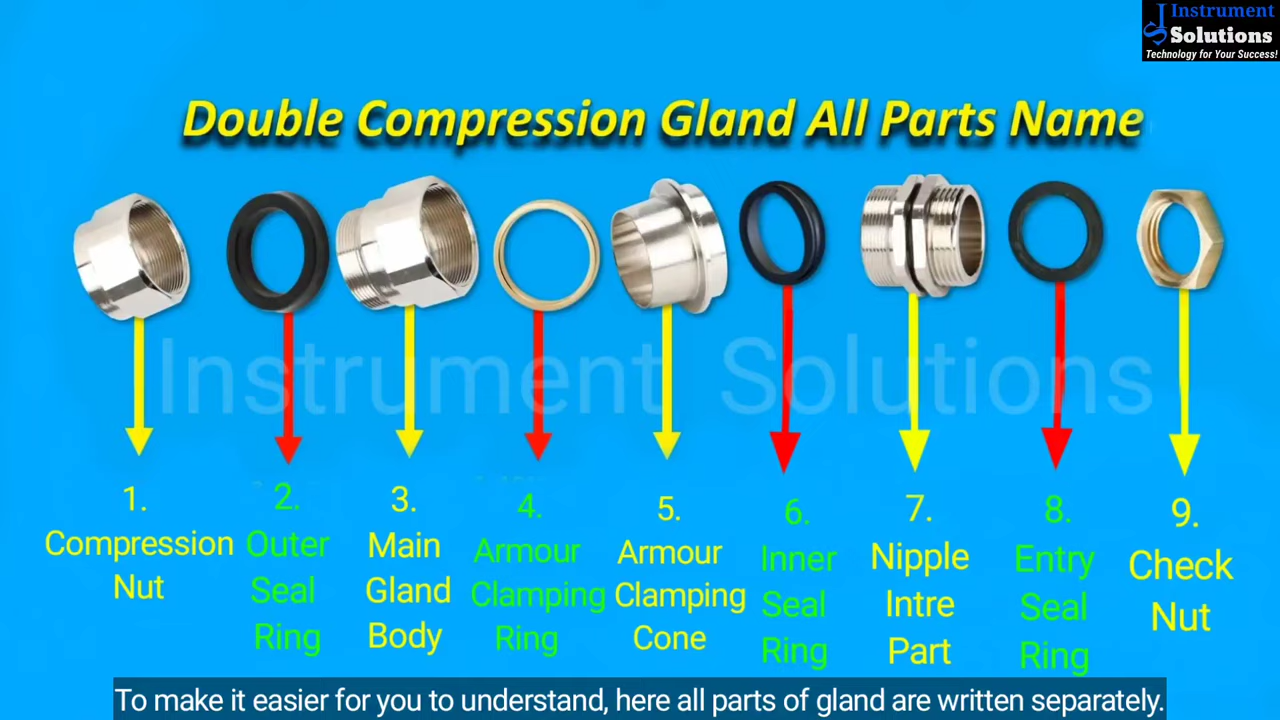 Instrument
Solutions
Technology for Your Success!
Double Compression Gland All Parts Name
Instrument Solutions
1.
Compression
Nut
2.
Outer
Seal
Ring
3.
Main
Gland
Body
4.
Armour
Clamping
Ring
5.
Armour
Clamping
Cone
6.
Inner
Seal
Ring
7.
Nipple
Intre
Part
8.
Entry
Seal
Ring
9.
Check
Nut
To make it easier for you to understand, here all parts of gland are written separately.